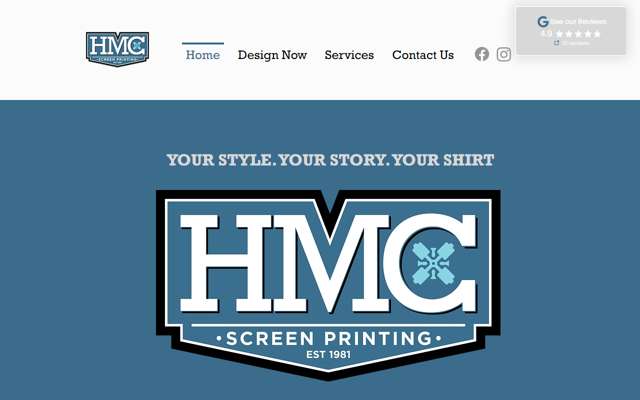 HMC
SCREEN PRINTING
Home
Design Now
Services
Contact Us
See our Reviews
4.9
YOUR STYLE. YOUR STORY. YOUR SHIRT
HMC
· SCREEN PRINTING ·
EST 1981